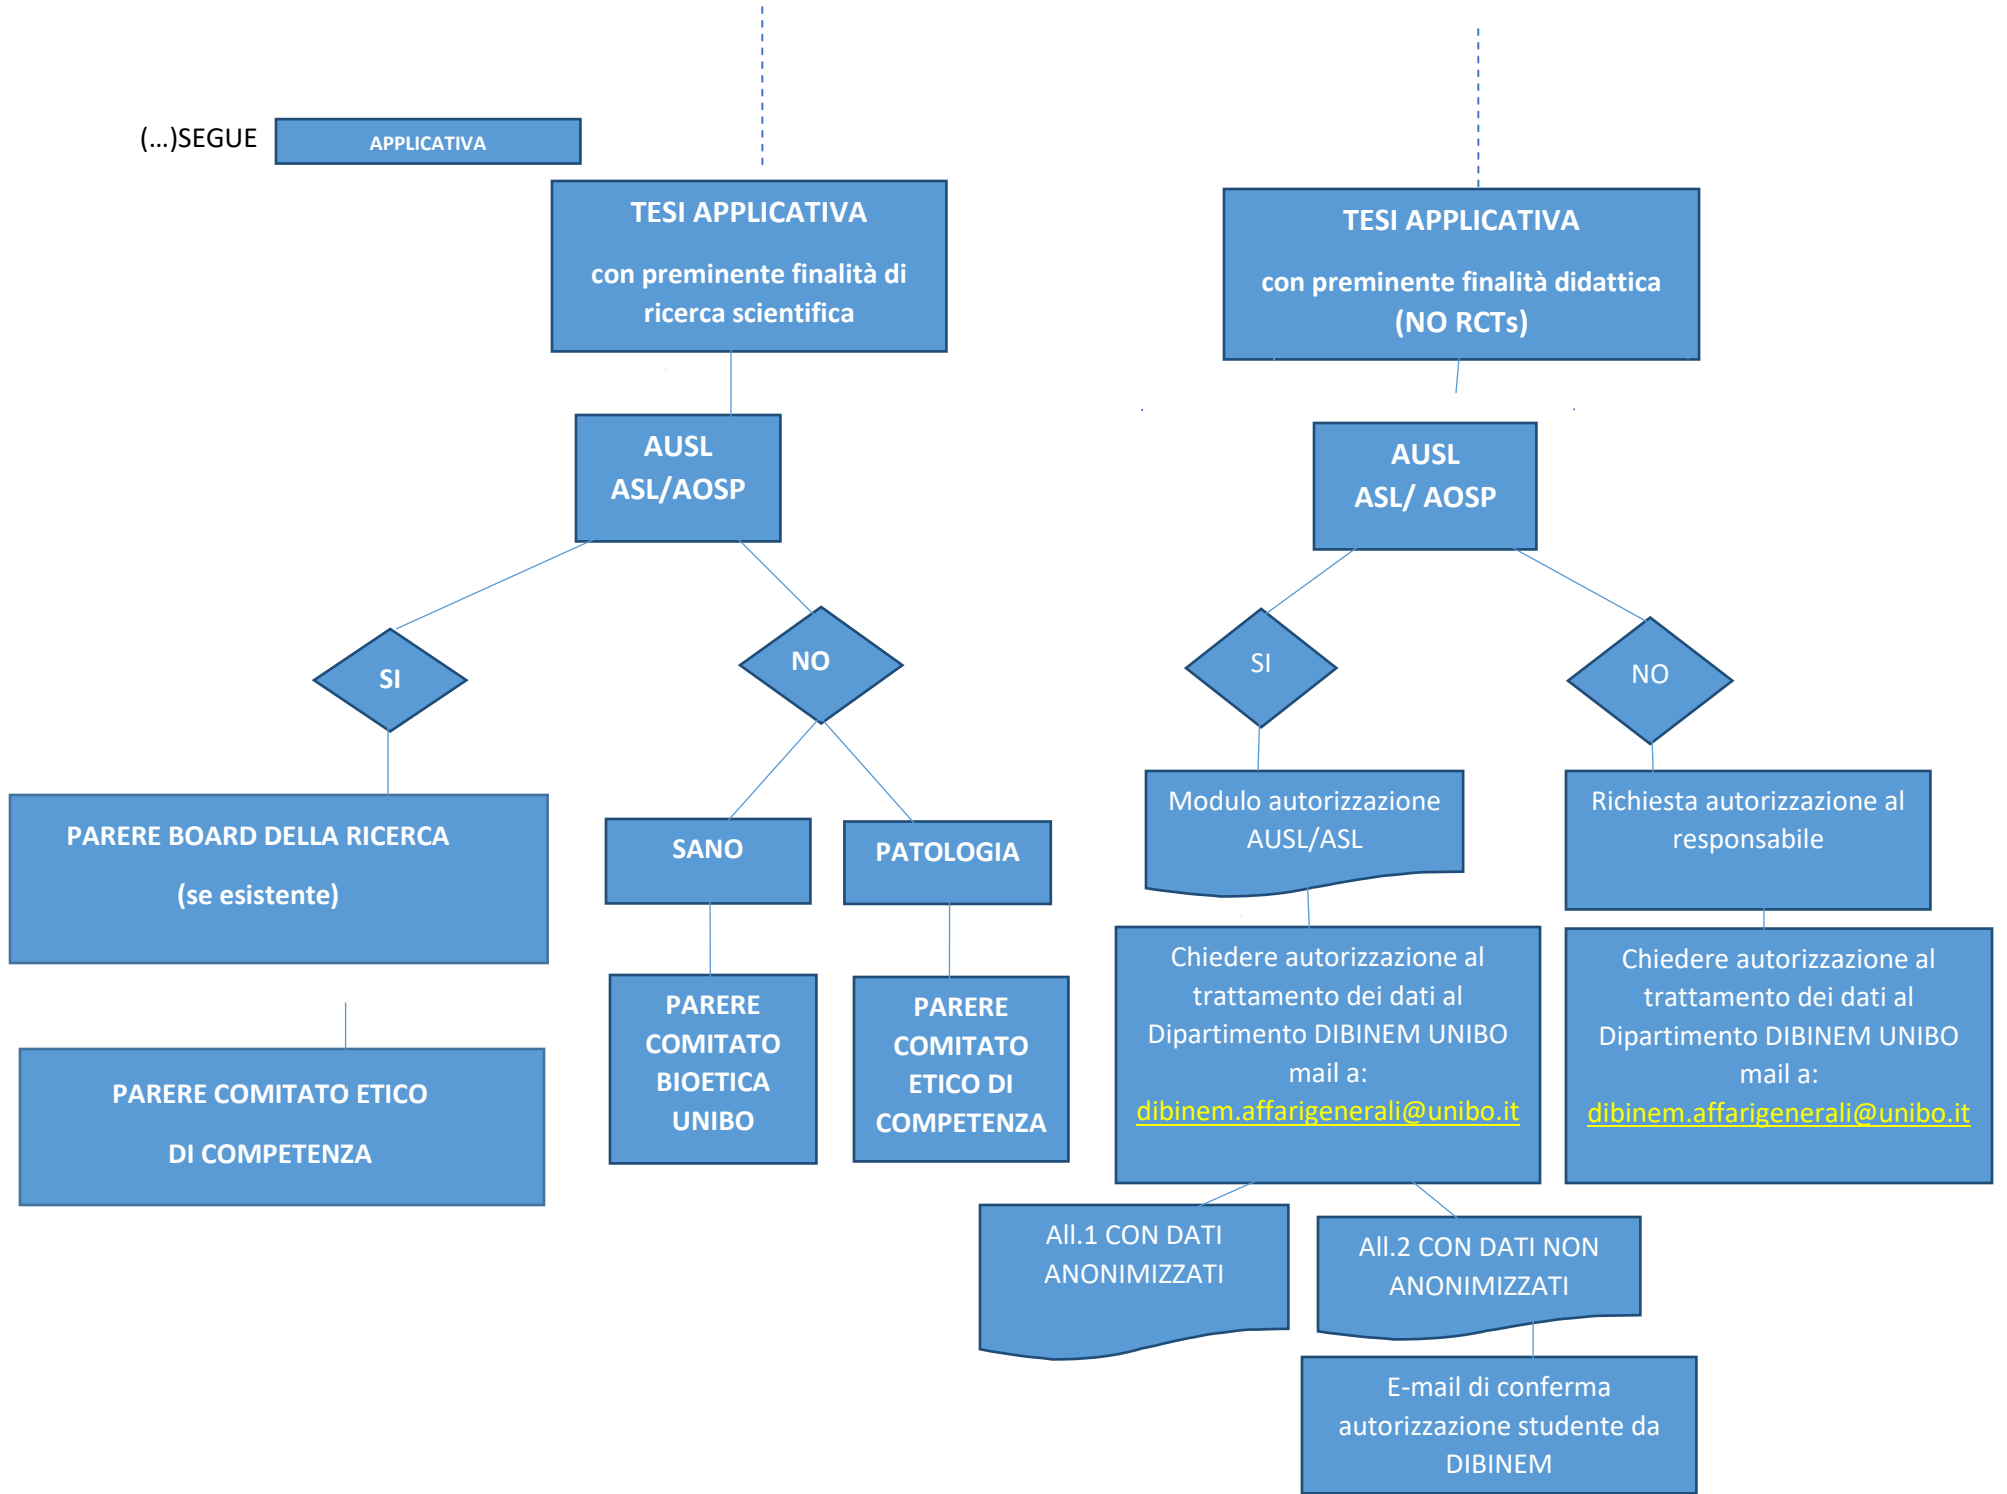 (...)SEGUE
APPLICATIVA
TESI APPLICATIVA
con preminente finalità di
ricerca scientifica
TESI APPLICATIVA
con preminente finalità didattica
(NO RCTs)
AUSL
ASL/AOSP
AUSL
ASL/ AOSP
SI
NO
SI
NO
PARERE BOARD DELLA RICERCA
(se esistente)
SANO
PATOLOGIA
Modulo autorizzazione
AUSL/ASL
Richiesta autorizzazione al
responsabile
PARERE COMITATO ETICO
DI COMPETENZA
PARERE
COMITATO
BIOETICA
UNIBO
PARERE
COMITATO
ETICO DI
COMPETENZA
Chiedere autorizzazione al
trattamento dei dati al
Dipartimento DIBINEM UNIBO
mail a:
dibinem.affarigenerali@unibo.it
Chiedere autorizzazione al
trattamento dei dati al
Dipartimento DIBINEM UNIBO
mail a:
dibinem.affarigenerali@unibo.it
All.1 CON DATI
ANONIMIZZATI
All.2 CON DATI NON
ANONIMIZZATI
E-mail di conferma
autorizzazione studente da
DIBINEM